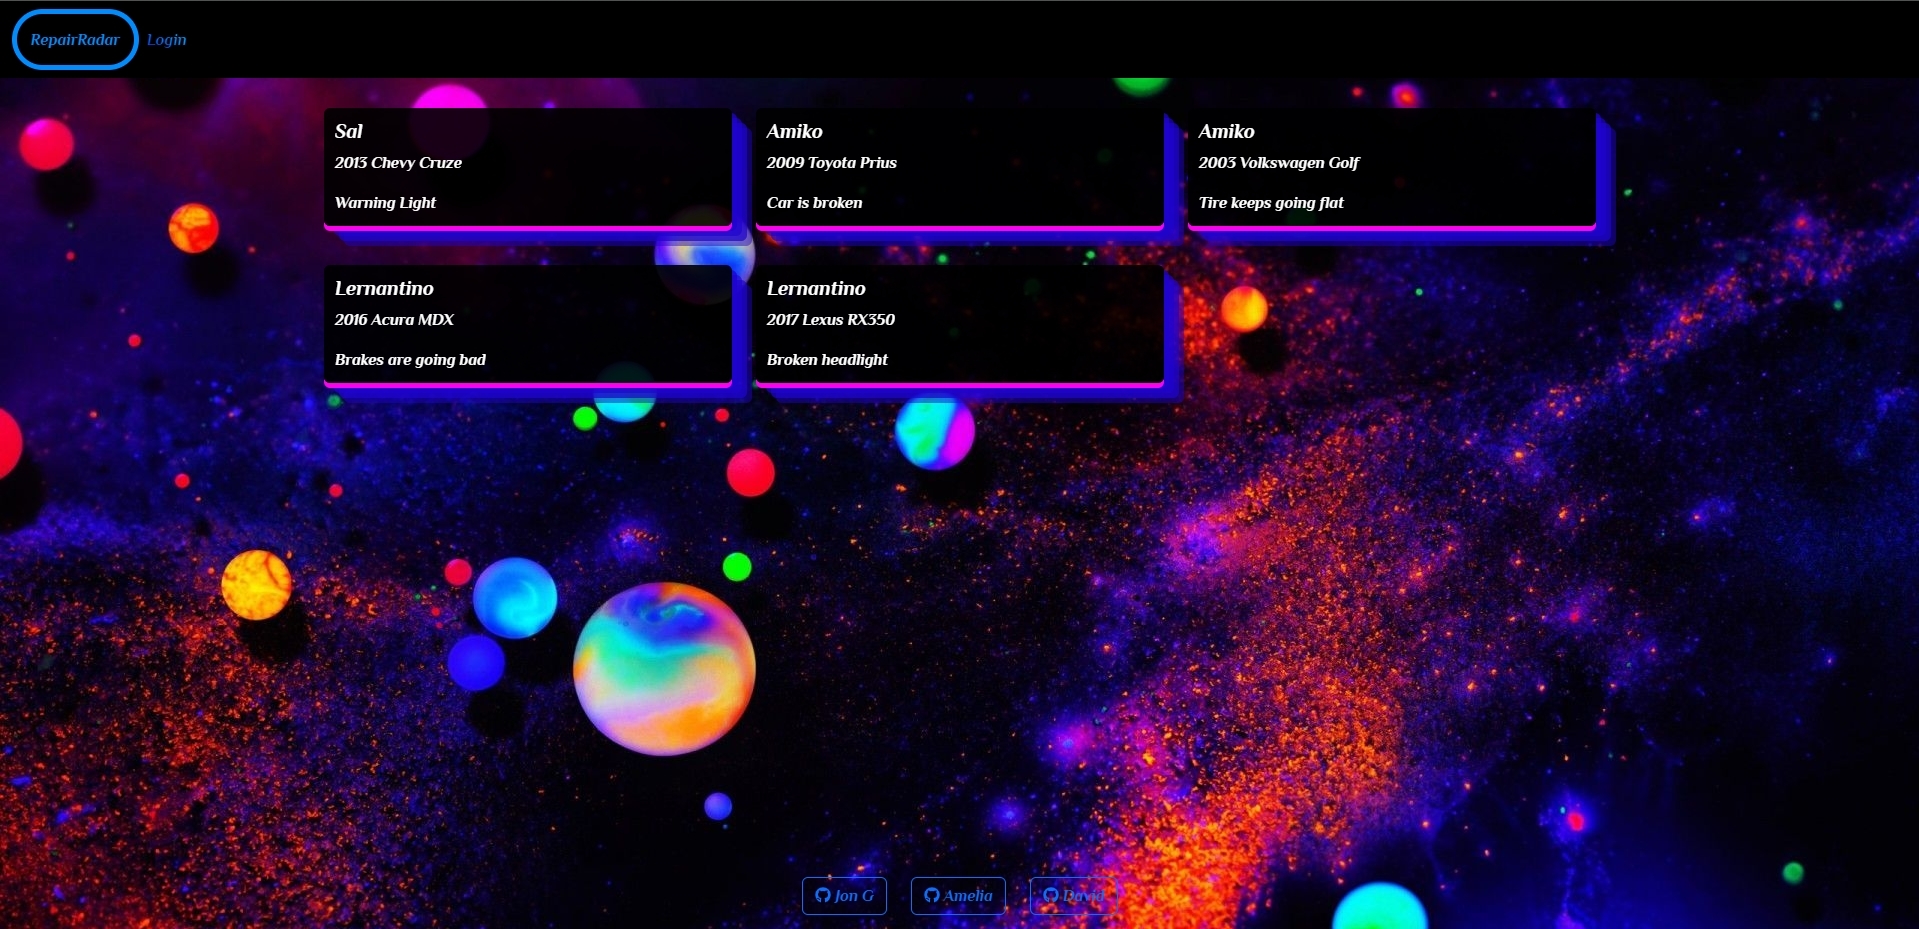 RepairRadar Login
Sal
2013 Chevy Cruze
Warning Light
Amiko
2009 Toyota Prius
Car is broken
Amiko
2003 Volkswagen Golf
Tire keeps going flat
Lernantino
2016 Acura MDX
Brakes are going bad
Lernantino
2017 Lexus RX350
Broken headlight
Jon G
Amelia
David